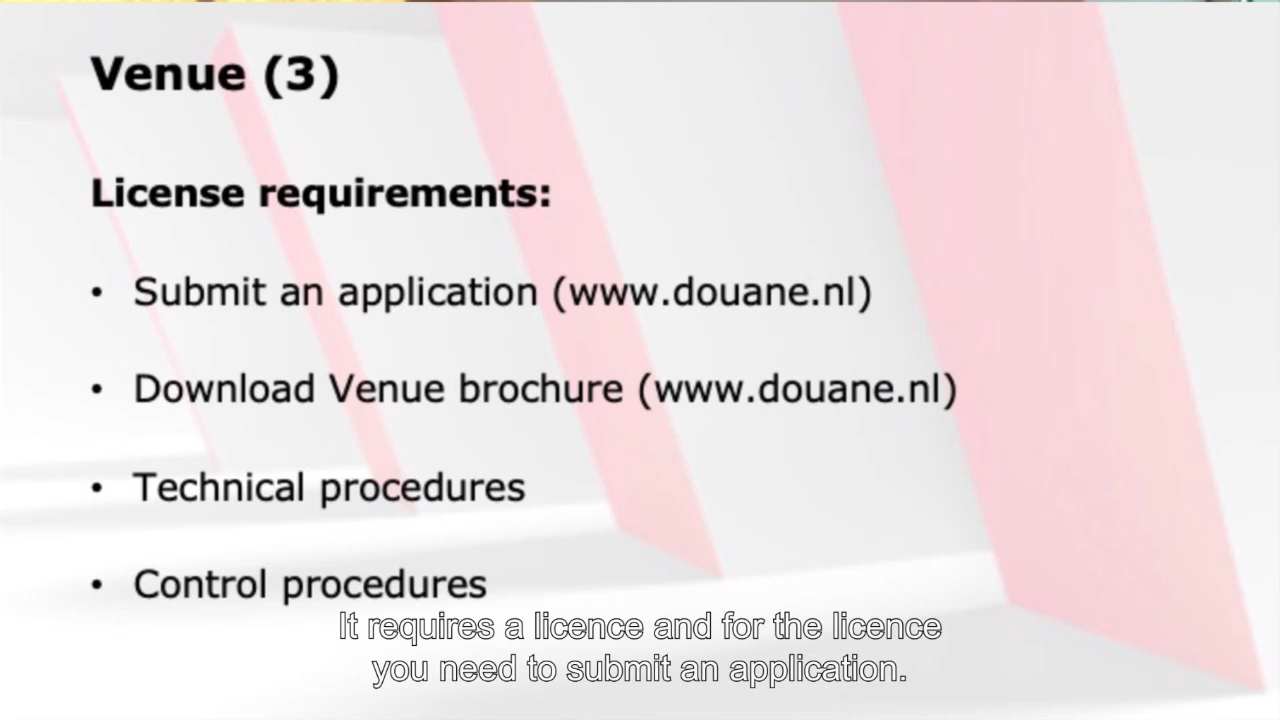 Venue (3)
License requirements:
• Submit an application (www.douane.nl)
• Download Venue brochure (www.douane.nl)
• Technical procedures
• Control procedures
It requires a licence and for the licence
you need to submit an application.